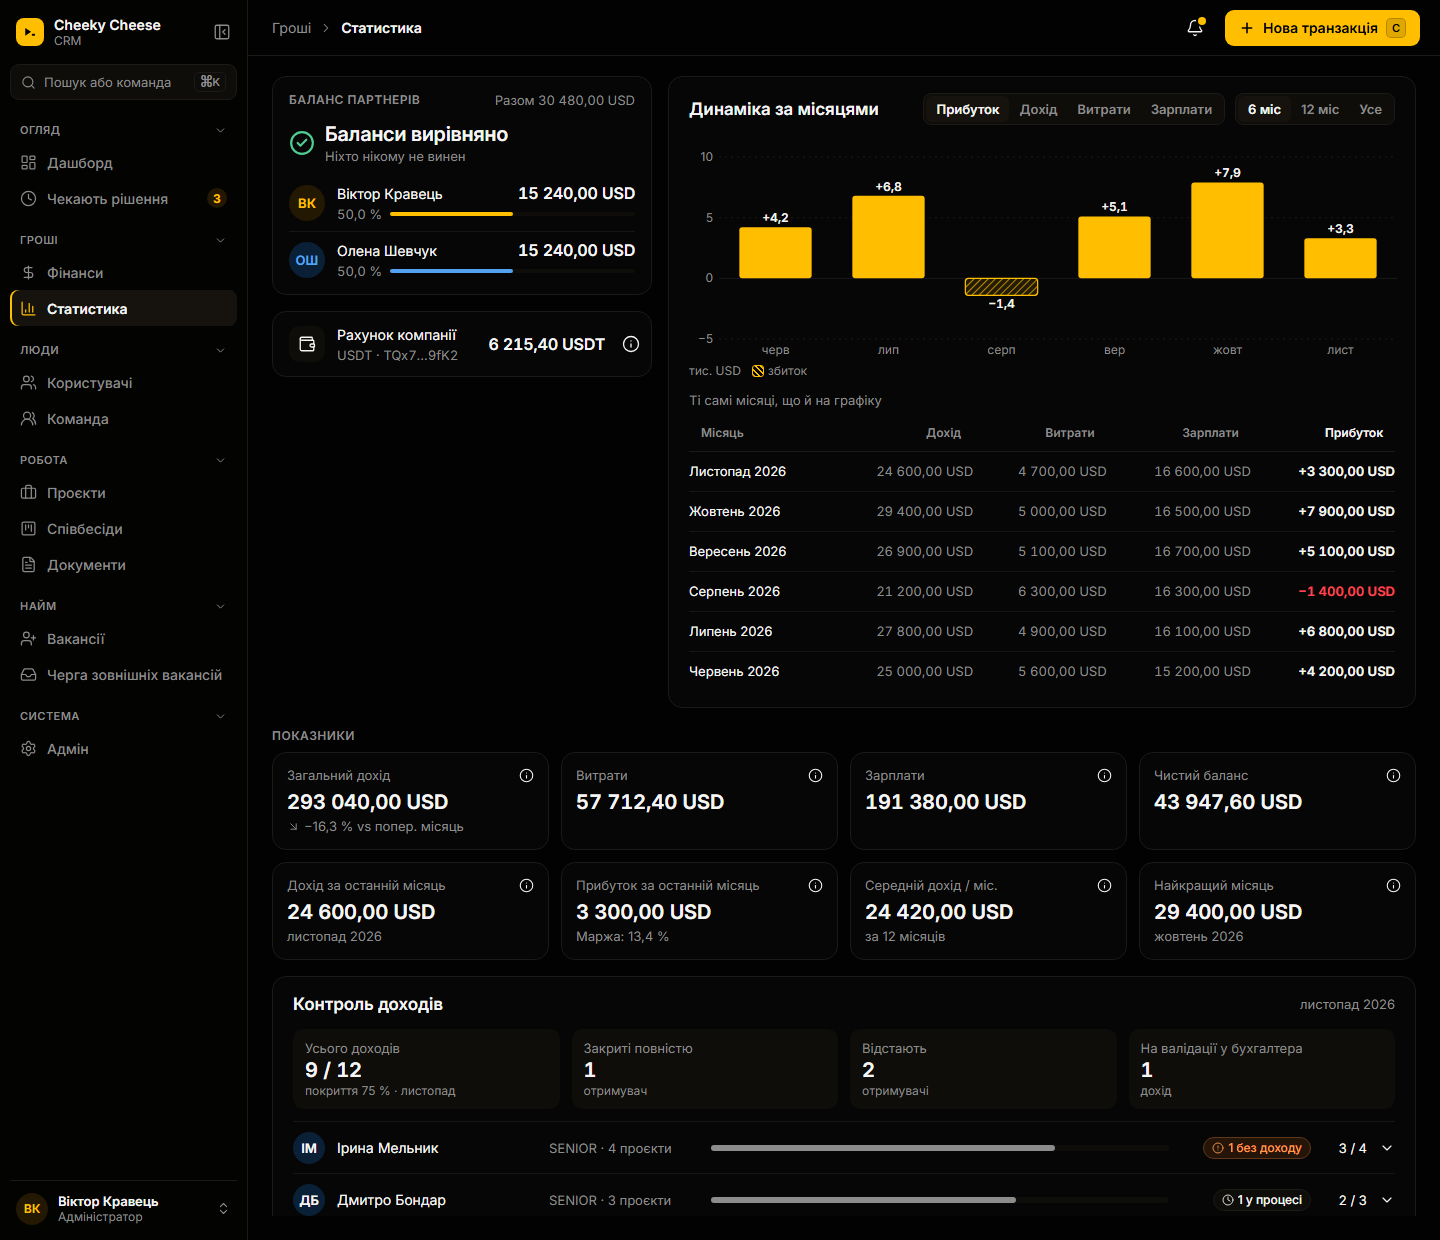 Cheeky Cheese
CRM
Пошук або команда ⌘K
ОГЛЯД
Дашборд
Чекають рішення 3
ГРОШІ
Фінанси
Статистика
ЛЮДИ
Користувачі
Команда
РОБОТА
Проєкти
Співбесіди
Документи
НАЙМ
Вакансії
Черга зовнішніх вакансій
СИСТЕМА
Адмін
ВК
Віктор Кравець
Адміністратор
Гроші Статистика
Нова транзакція C
БАЛАНС ПАРТНЕРІВ Разом 30 480,00 USD
Баланси вирівняно
Ніхто нікому не винен
ВК Віктор Кравець 15 240,00 USD
50,0 %
ОШ Олена Шевчук 15 240,00 USD
50,0 %
Рахунок компанії 6 215,40 USDT
USDT · TQx7…9fK2
Динаміка за місяцями Прибуток Дохід Витрати Зарплати 6 міс 12 міс Усе
10
5
0
−5
+4,2 +6,8 −1,4 +5,1 +7,9 +3,3
черв лип серп вер жовт лист
тис. USD збиток
Ті самі місяці, що й на графіку
Місяць Дохід Витрати Зарплати Прибуток
Листопад 2026 24 600,00 USD 4 700,00 USD 16 600,00 USD +3 300,00 USD
Жовтень 2026 29 400,00 USD 5 000,00 USD 16 500,00 USD +7 900,00 USD
Вересень 2026 26 900,00 USD 5 100,00 USD 16 700,00 USD +5 100,00 USD
Серпень 2026 21 200,00 USD 6 300,00 USD 16 300,00 USD −1 400,00 USD
Липень 2026 27 800,00 USD 4 900,00 USD 16 100,00 USD +6 800,00 USD
Червень 2026 25 000,00 USD 5 600,00 USD 15 200,00 USD +4 200,00 USD
ПОКАЗНИКИ
Загальний дохід
293 040,00 USD
−16,3 % vs попер. місяць
Витрати
57 712,40 USD
Зарплати
191 380,00 USD
Чистий баланс
43 947,60 USD
Дохід за останній місяць
24 600,00 USD
листопад 2026
Прибуток за останній місяць
3 300,00 USD
Маржа: 13,4 %
Середній дохід / міс.
24 420,00 USD
за 12 місяців
Найкращий місяць
29 400,00 USD
жовтень 2026
Контроль доходів листопад 2026
Усього доходів
9 / 12
покриття 75 % · листопад
Закриті повністю
1
отримувач
Відстають
2
отримувачі
На валідації у бухгалтера
1
дохід
ІМ Ірина Мельник SENIOR · 4 проєкти 1 без доходу 3 / 4
ДБ Дмитро Бондар SENIOR · 3 проєкти 1 у процесі 2 / 3